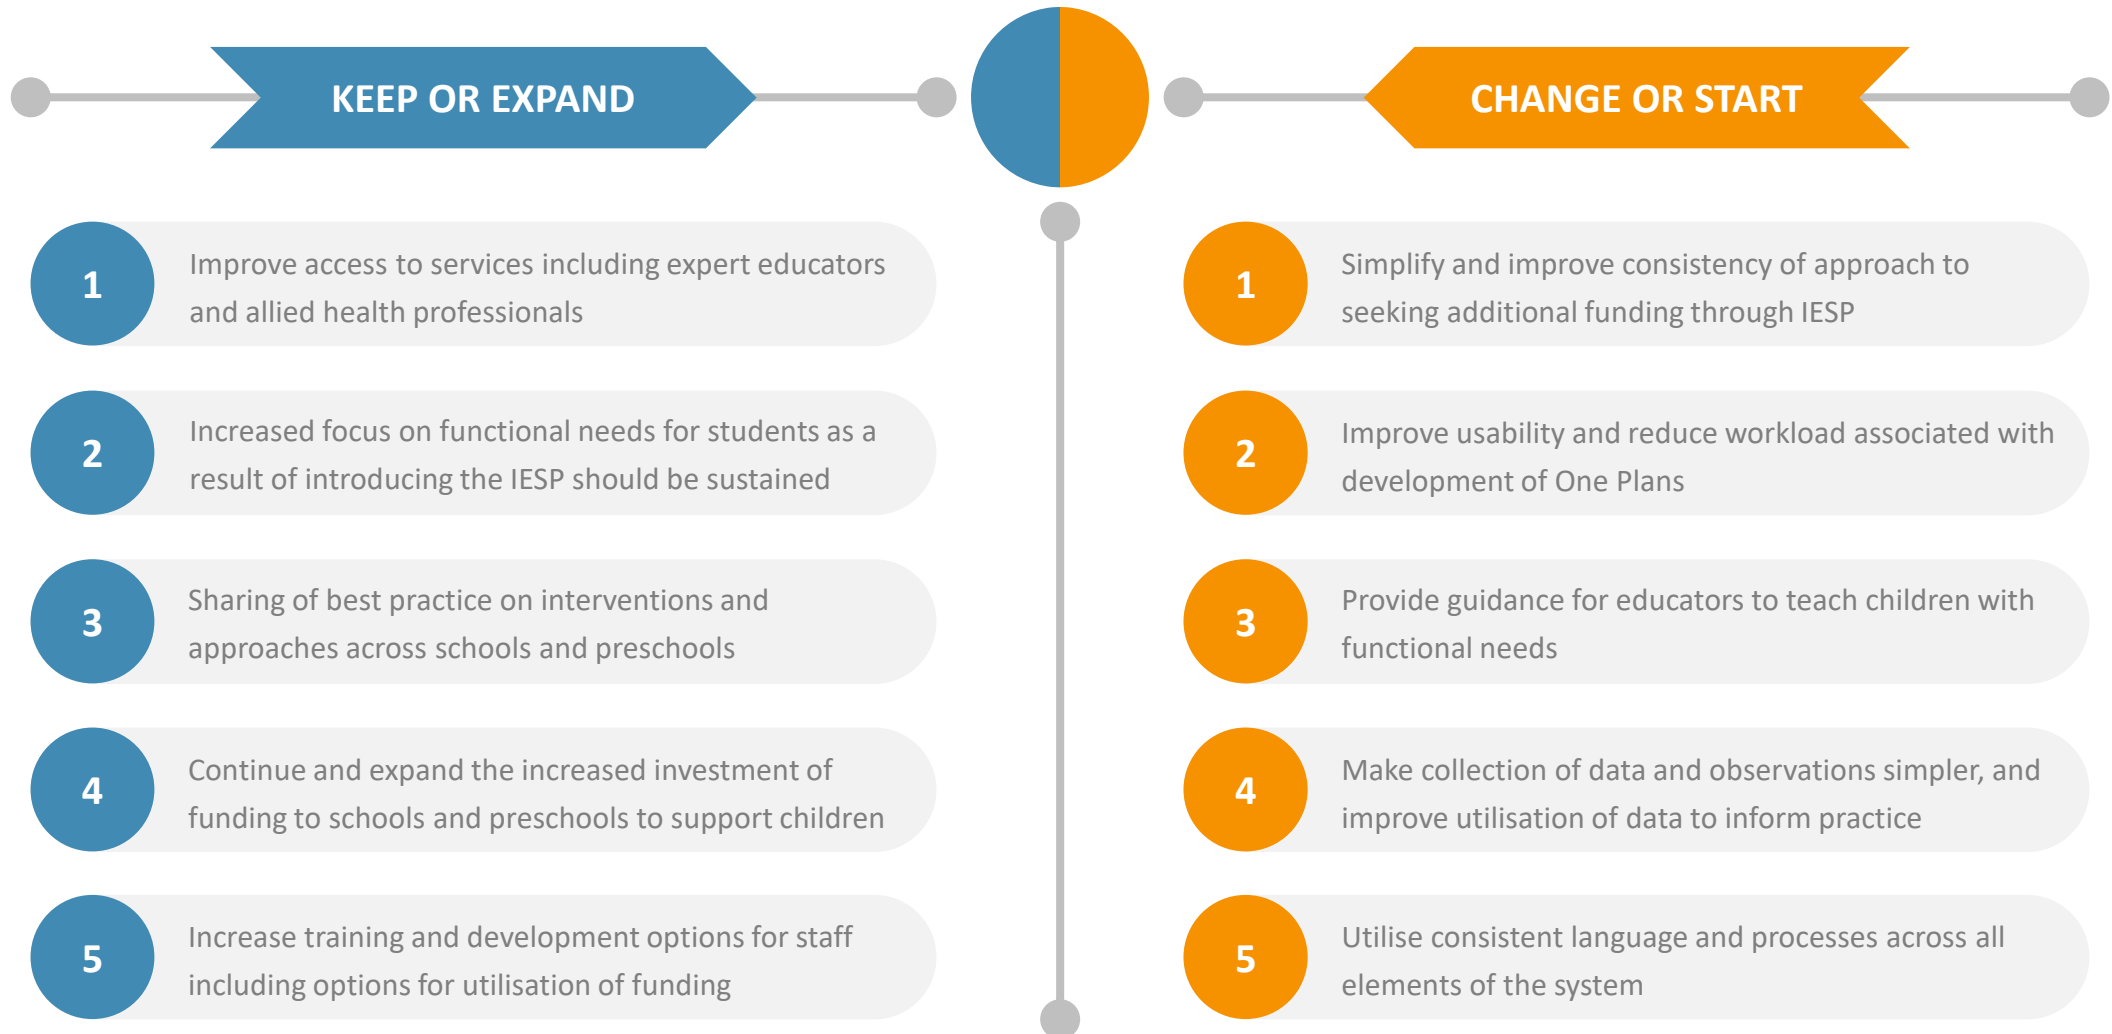 KEEP OR EXPAND
1
Improve access to services including expert educators
and allied health professionals
2
Increased focus on functional needs for students as a
result of introducing the IESP should be sustained
3
Sharing of best practice on interventions and
approaches across schools and preschools
4
Continue and expand the increased investment of
funding to schools and preschools to support children
5
Increase training and development options for staff
including options for utilisation of funding
CHANGE OR START
1
Simplify and improve consistency of approach to
seeking additional funding through IESP
2
Improve usability and reduce workload associated with
development of One Plans
3
Provide guidance for educators to teach children with
functional needs
4
Make collection of data and observations simpler, and
improve utilisation of data to inform practice
5
Utilise consistent language and processes across all
elements of the system